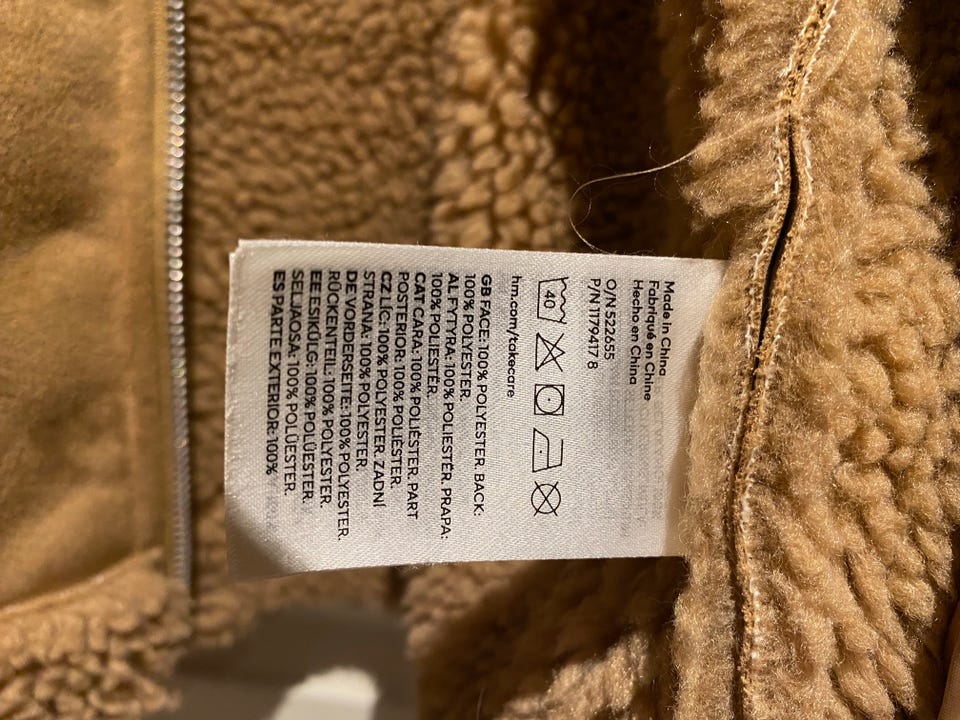 Made in China
Fabriqué en Chine
Hecho en China
O/N 522655
P/N 1179417 8
40
hm.com/takecare
GB FACE: 100% POLYESTER. BACK:
100% POLYESTER.
AL FYTYRA: 100% POLIESTËR. PRAPA:
100% POLIESTËR.
CAT CARA: 100% POLIÈSTER. PART
POSTERIOR: 100% POLIÈSTER.
CZ LÍC: 100% POLYESTER. ZADNÍ
STRANA: 100% POLYESTER.
DE VORDERSEITE: 100% POLYESTER.
RÜCKENTEIL: 100% POLYESTER.
EE ESIKÜLG: 100% POLÜESTER.
SELJAOSA: 100% POLÜESTER.
ES PARTE EXTERIOR: 100%